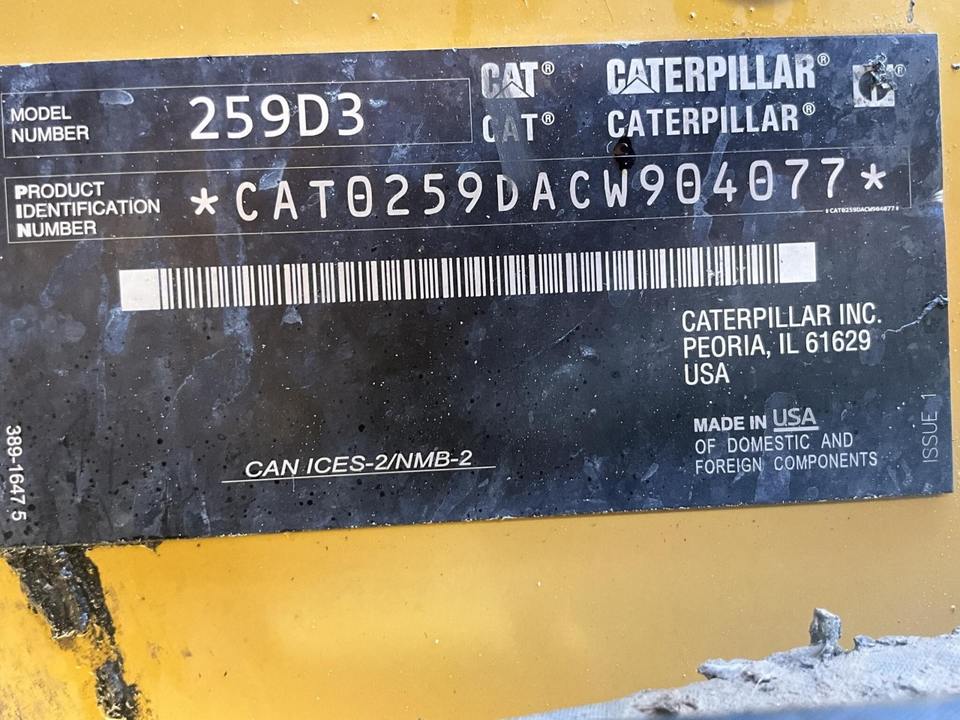 MODEL NUMBER 259D3
CAT® CATERPILLAR® ®
CAT® CATERPILLAR®
PRODUCT
IDENTIFICATION
NUMBER
*CAT0259DACW904077*
*CAT0259DACW904077*
CATERPILLAR INC.
PEORIA, IL 61629
USA
MADE IN USA
OF DOMESTIC AND
FOREIGN COMPONENTS
CAN ICES-2/NMB-2
389-1647 5
ISSUE 1